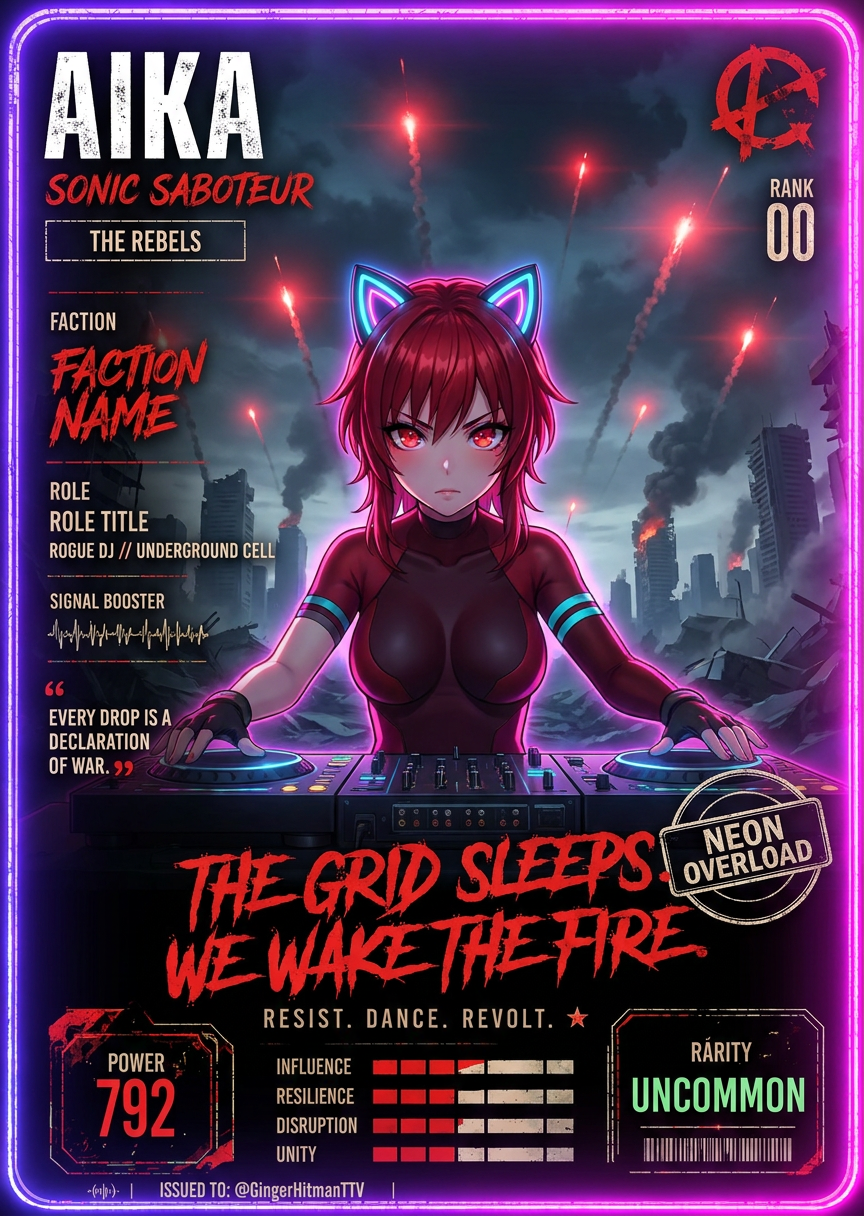 AIKA
SONIC SABOTEUR
THE REBELS
RANK
00
FACTION
FACTION
NAME
ROLE
ROLE TITLE
ROGUE DJ // UNDERGROUND CELL
SIGNAL BOOSTER
“
EVERY DROP IS A
DECLARATION
OF WAR. ”
NEON
OVERLOAD
THE GRID SLEEPS.
WE WAKE THE FIRE.
RESIST. DANCE. REVOLT. ★
POWER
792
INFLUENCE
RESILIENCE
DISRUPTION
UNITY
RARITY
UNCOMMON
ISSUED TO: @GingerHitmanTTV